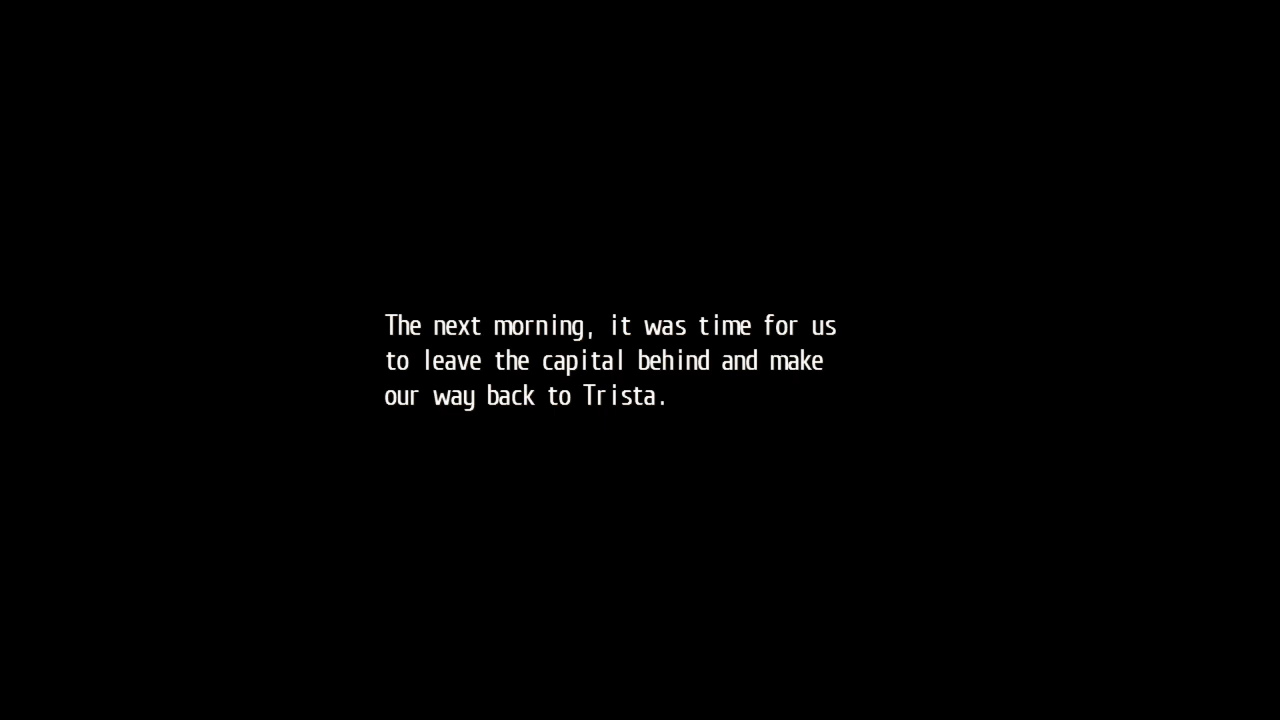 The next morning, it was time for us
to leave the capital behind and make
our way back to Trista.